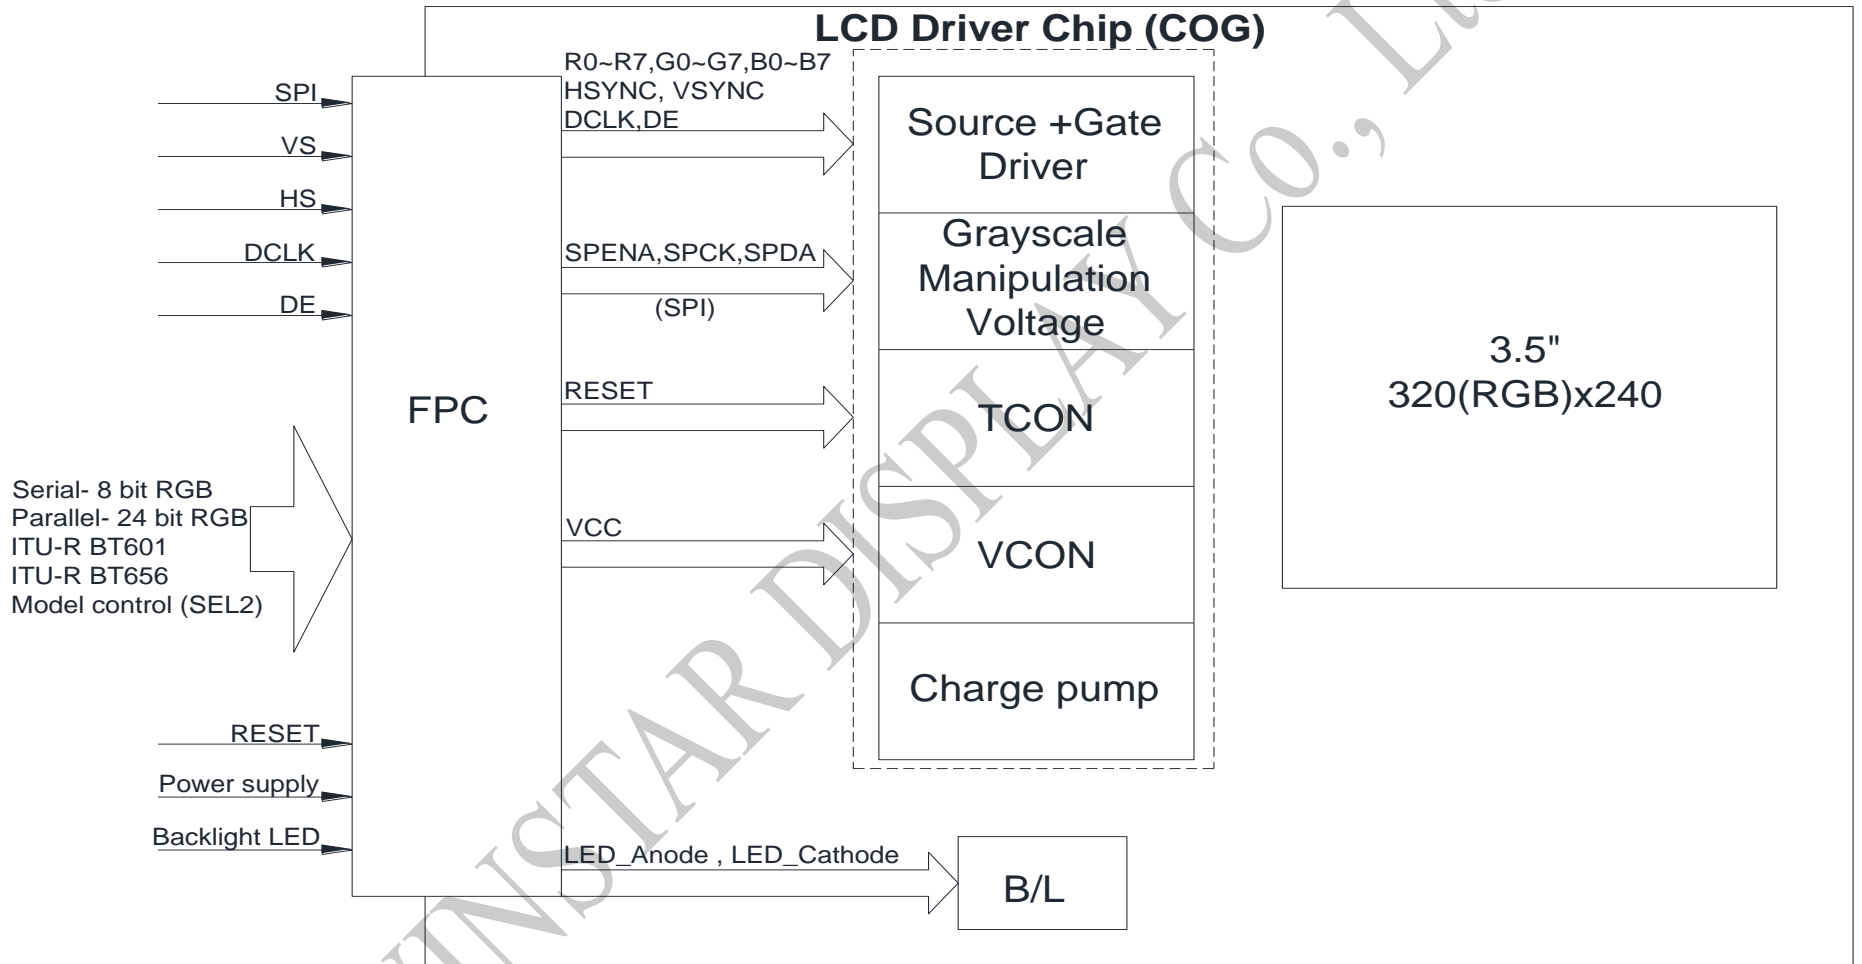 LCD Driver Chip (COG)
R0~R7,G0~G7,B0~B7
HSYNC, VSYNC
DCLK,DE
SPI
VS
HS
DCLK
DE
Serial- 8 bit RGB
Parallel- 24 bit RGB
ITU-R BT601
ITU-R BT656
Model control (SEL2)
RESET
Power supply
Backlight LED
FPC
SPENA,SPCK,SPDA
(SPI)
RESET
VCC
LED_Anode , LED_Cathode
Source +Gate
Driver
Grayscale
Manipulation
Voltage
TCON
VCON
Charge pump
B/L
3.5"
320(RGB)x240
INSTAR DISPLAY Co.,